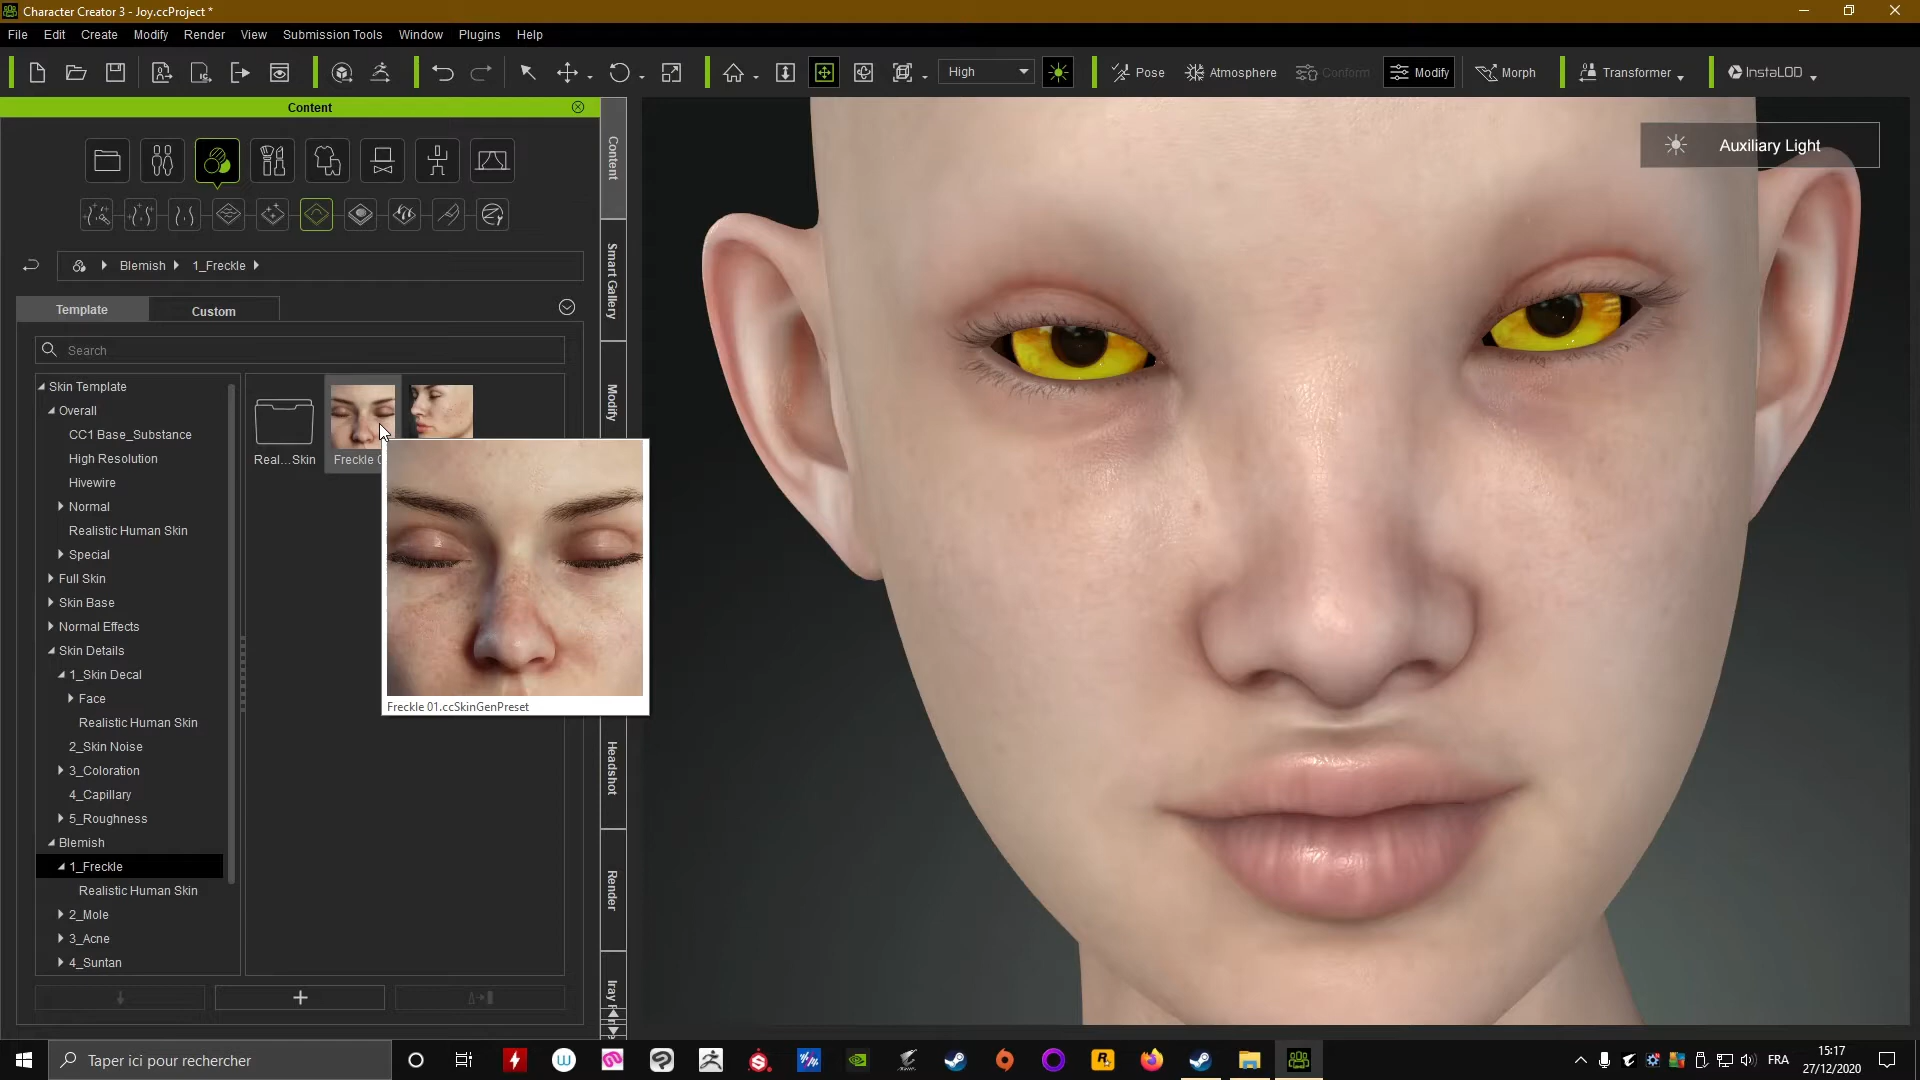 Character Creator 3 - Joy.ccProject *
File Edit Create Modify Render View Submission Tools Window Plugins Help
High Pose Atmosphere Conform Modify Morph Transformer InstaLOD
Content
Auxiliary Light
Content
Smart Gallery
Modify
Headshot
Render
Blemish 1_Freckle
Template Custom
Search
Skin Template
Overall
CC1 Base_Substance
High Resolution
Hivewire
Normal
Realistic Human Skin
Special
Full Skin
Skin Base
Normal Effects
Skin Details
1_Skin Decal
Face
Realistic Human Skin
2_Skin Noise
3_Coloration
4_Capillary
5_Roughness
Blemish
1_Freckle
Realistic Human Skin
2_Mole
3_Acne
4_Suntan
Real...Skin Freckle
Freckle 01.ccSkinGenPreset
Iray
Taper ici pour rechercher
FRA
15:17
27/12/2020